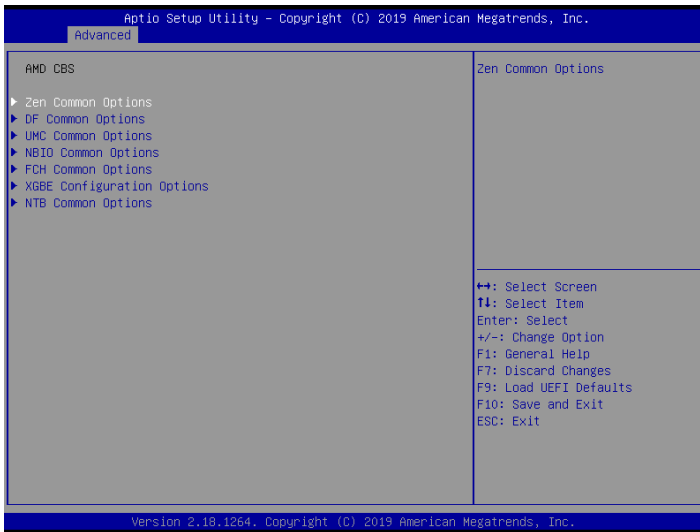 Aptio Setup Utility – Copyright (C) 2019 American Megatrends, Inc.
Advanced
AMD CBS
Zen Common Options
DF Common Options
UMC Common Options
NBIO Common Options
FCH Common Options
XGBE Configuration Options
NTB Common Options
Zen Common Options
↔: Select Screen
↑↓: Select Item
Enter: Select
+/-: Change Option
F1: General Help
F7: Discard Changes
F9: Load UEFI Defaults
F10: Save and Exit
ESC: Exit
Version 2.18.1264. Copyright (C) 2019 American Megatrends, Inc.